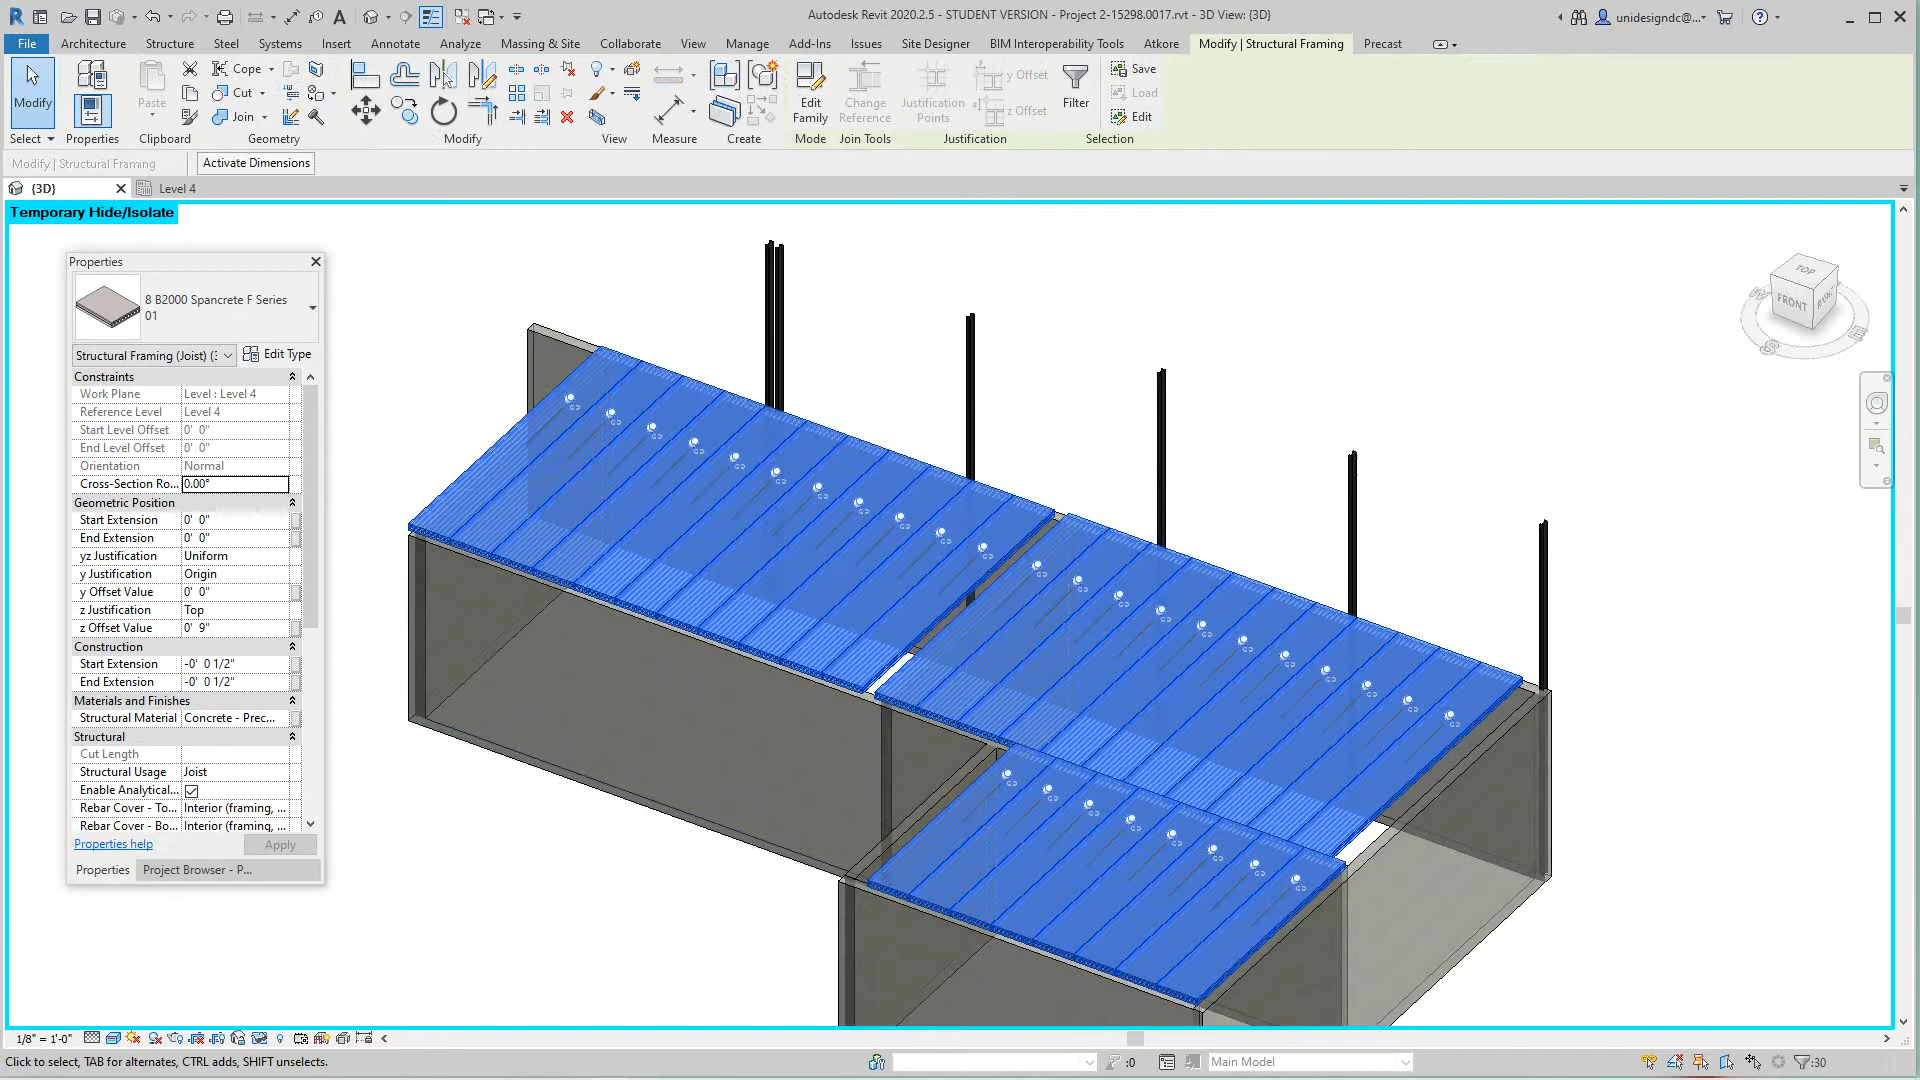 Autodesk Revit 2020.2.5 - STUDENT VERSION - Project 2-15298.0017.rvt - 3D View: {3D}
unidesigndc@...
File Architecture Structure Steel Systems Insert Annotate Analyze Massing & Site Collaborate View Manage Add-Ins Issues Site Designer BIM Interoperability Tools Atkore Modify | Structural Framing Precast
Modify
Paste
Cope
Cut
Join
Edit Family
Change Reference
Justification Points
y Offset
z Offset
Filter
Save
Load
Edit
Select Properties Clipboard Geometry Modify View Measure Create Mode Join Tools Justification Selection
Modify | Structural Framing Activate Dimensions
{3D} Level 4
Temporary Hide/Isolate
Properties
8 B2000 Spancrete F Series
01
Structural Framing (Joist) (3 Edit Type
Constraints
Work Plane Level : Level 4
Reference Level Level 4
Start Level Offset 0' 0"
End Level Offset 0' 0"
Orientation Normal
Cross-Section Ro... 0.00°
Geometric Position
Start Extension 0' 0"
End Extension 0' 0"
yz Justification Uniform
y Justification Origin
y Offset Value 0' 0"
z Justification Top
z Offset Value 0' 9"
Construction
Start Extension -0' 0 1/2"
End Extension -0' 0 1/2"
Materials and Finishes
Structural Material Concrete - Prec...
Structural
Cut Length
Structural Usage Joist
Enable Analytical...
Rebar Cover - To... Interior (framing, ...
Rebar Cover - Bo... Interior (framing, ...
Properties help Apply
Properties Project Browser - P...
TOP
FRONT
RIGHT
W
S
E
1/8" = 1'-0"
Click to select, TAB for alternates, CTRL adds, SHIFT unselects.
:0
Main Model
:30